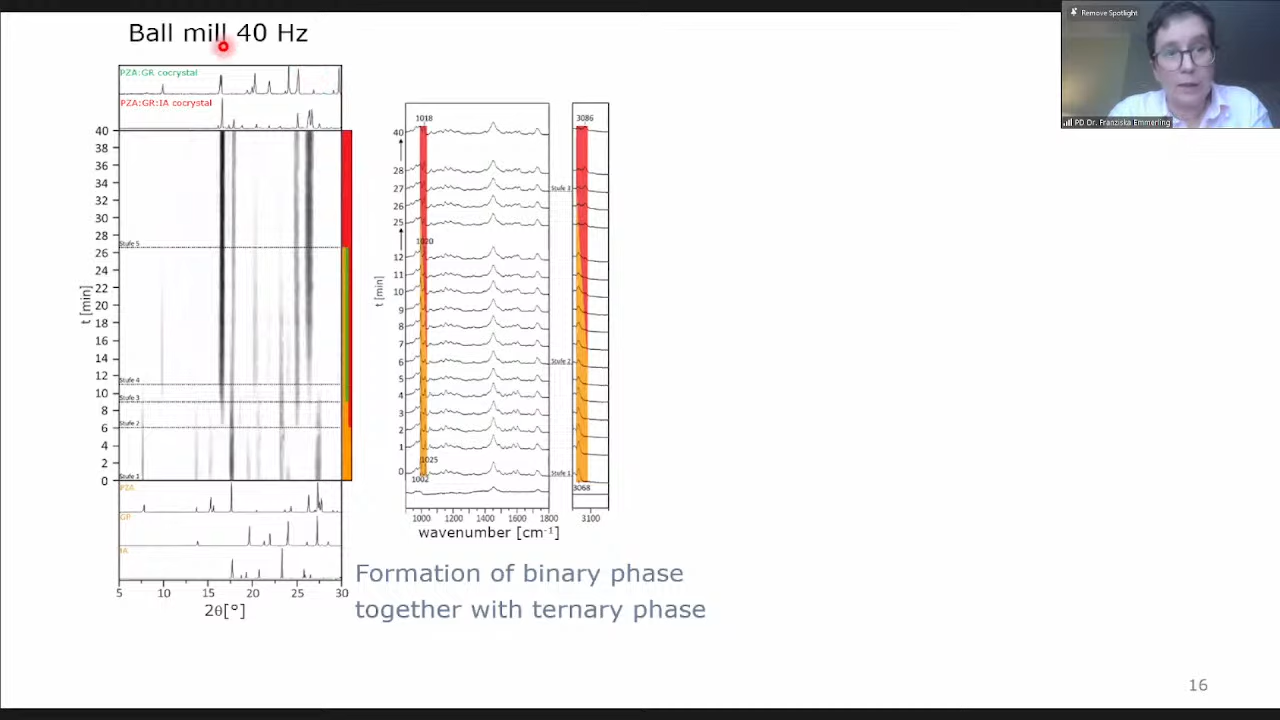 Ball mill 40 Hz
Remove Spotlight
PD Dr. Franziska Emmerling
PZA:GR cocrystal
PZA:GR:IA cocrystal
40
38
36
34
32
30
28
26
24
22
20
18
16
14
12
10
8
6
4
2
0
t [min]
Stufe 5
Stufe 4
Stufe 3
Stufe 2
Stufe 1
PZA
IA
5 10 15 20 25 30
2θ[°]
1018
3086
40
28
27
26
25
1020
12
11
10
9
8
7
6
5
4
3
2
1
0
t [min]
Stufe 3
Stufe 2
Stufe 1
1025
1002
3068
1000 1200 1400 1600 1800
3100
wavenumber [cm⁻¹]
Formation of binary phase
together with ternary phase
16